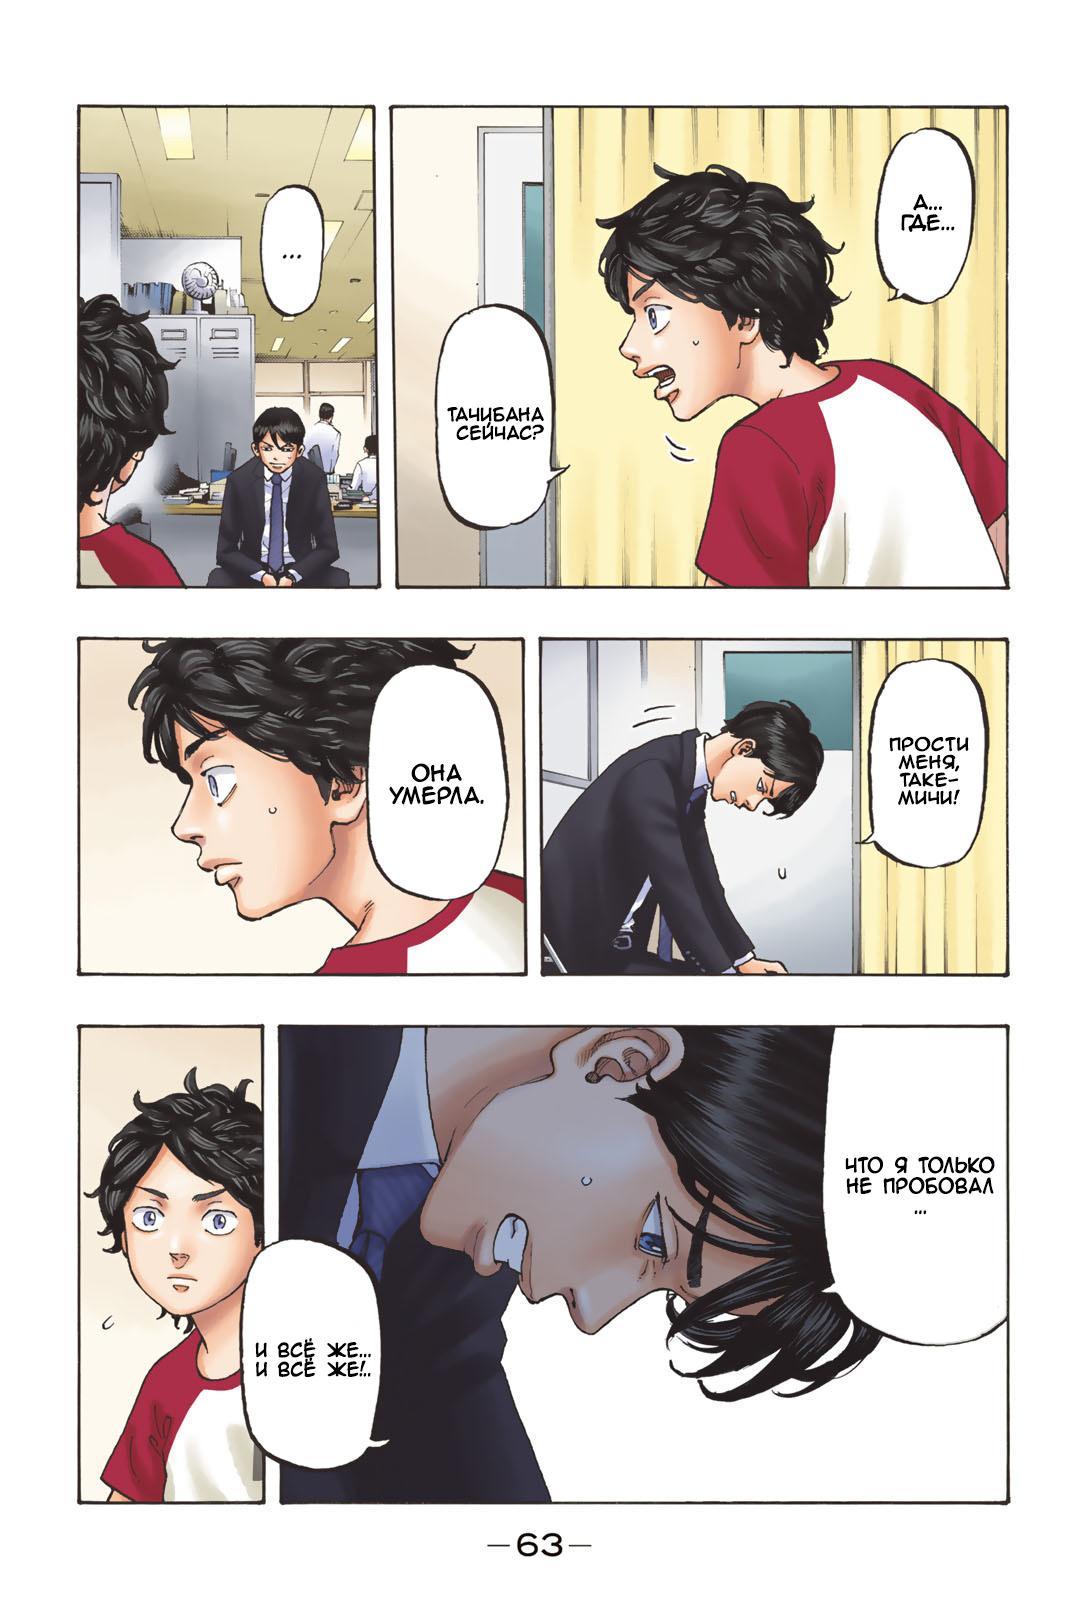 А...
ГДЕ...
ТАЧИБАНА
СЕЙЧАС?
...
ПРОСТИ
МЕНЯ,
ТАКЕ-
МИЧИ!
ОНА
УМЕРЛА.
ЧТО Я ТОЛЬКО
НЕ ПРОБОВАЛ
...
И ВСЁ ЖЕ...
И ВСЁ ЖЕ!..
—63—